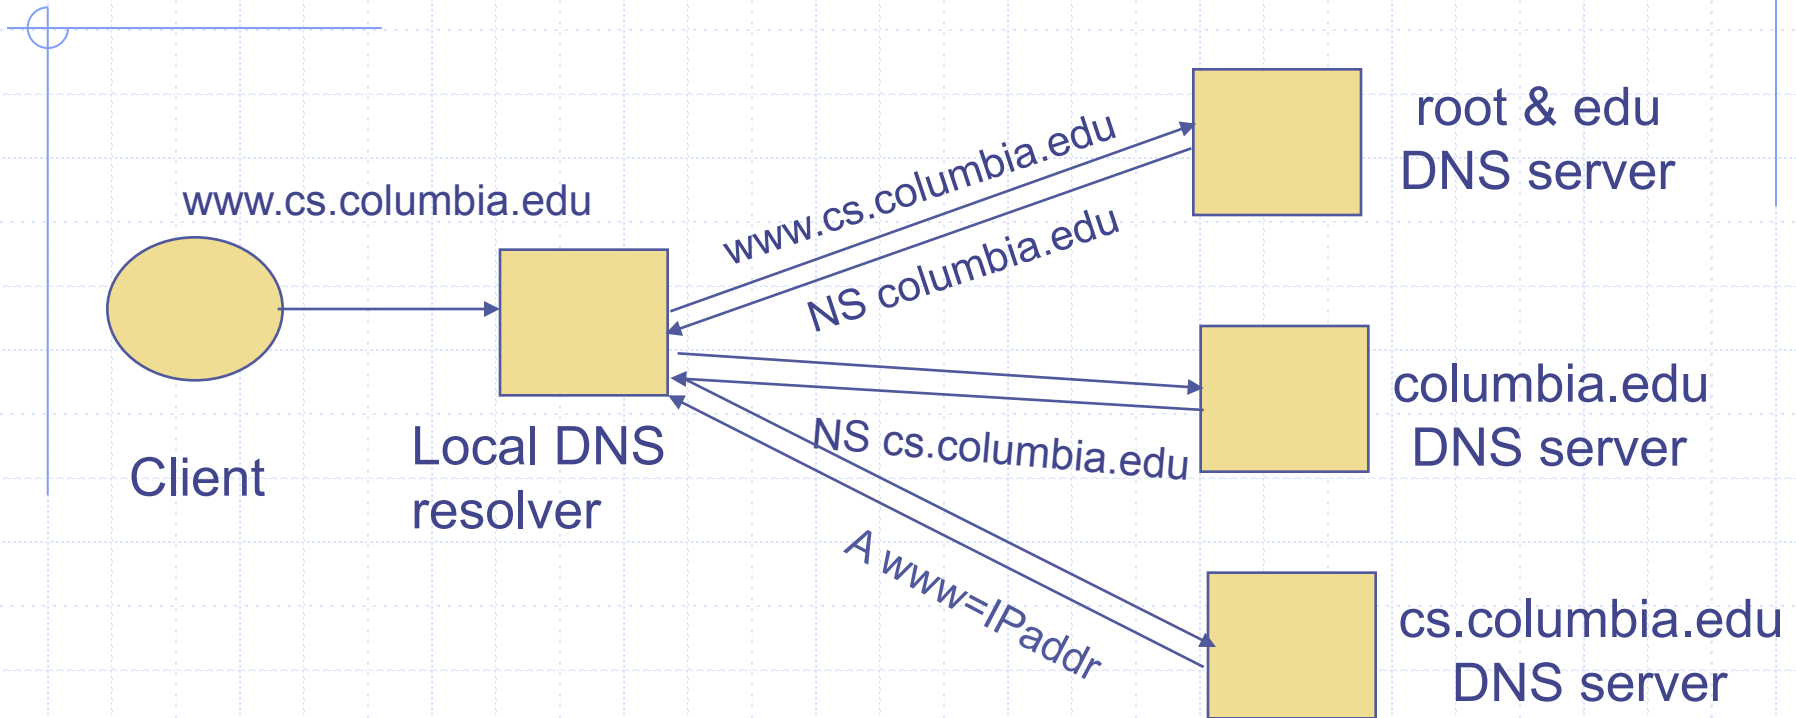 www.cs.columbia.edu
Client
Local DNS
resolver
www.cs.columbia.edu
NS columbia.edu
NS cs.columbia.edu
A www=IPaddr
root & edu
DNS server
columbia.edu
DNS server
cs.columbia.edu
DNS server